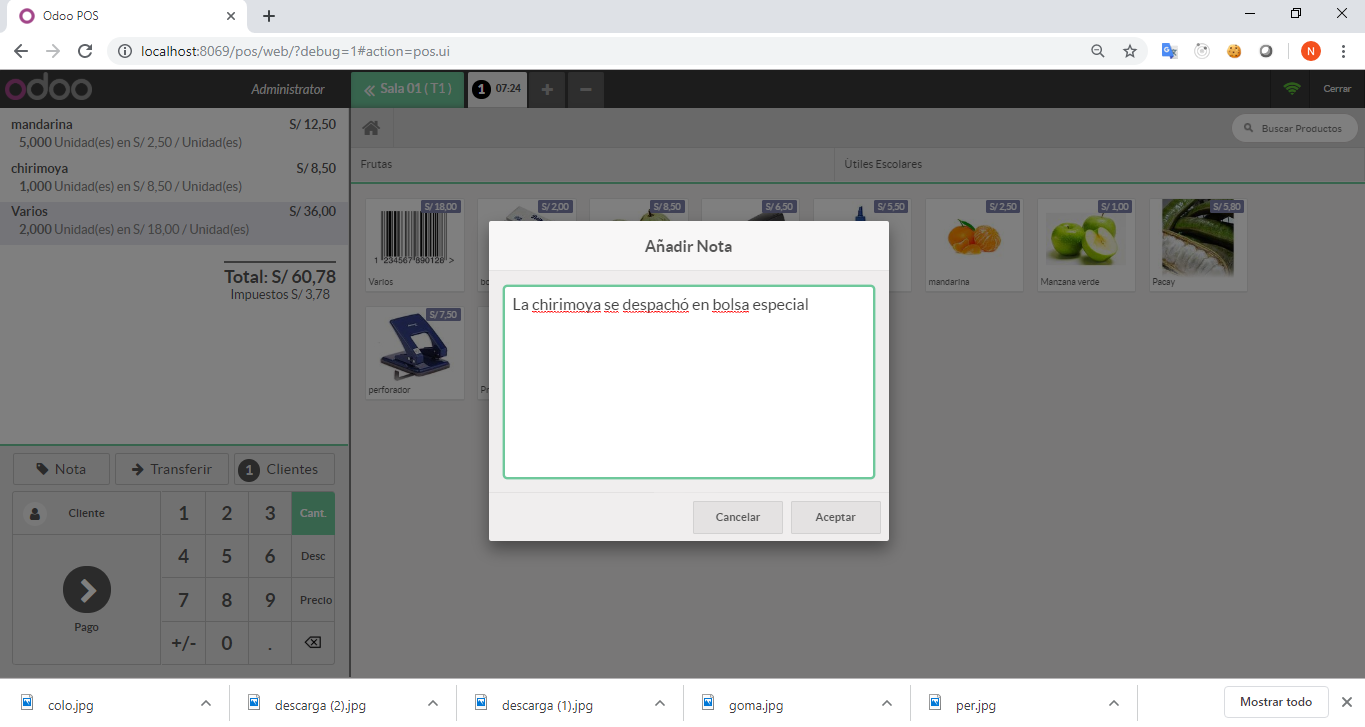 Odoo POS
localhost:8069/pos/web/?debug=1#action=pos.ui
N
odoo
Administrator
Sala 01 ( T1 )
1 07:24
Cerrar
mandarina S/ 12,50
5,000 Unidad(es) en S/ 2,50 / Unidad(es)
chirimoya S/ 8,50
1,000 Unidad(es) en S/ 8,50 / Unidad(es)
Varios S/ 36,00
2,000 Unidad(es) en S/ 18,00 / Unidad(es)
Total: S/ 60,78
Impuestos S/ 3,78
Buscar Productos
Frutas Útiles Escolares
S/ 18,00 S/ 2,00 S/ 8,50 S/ 6,50 S/ 5,50 S/ 2,50 S/ 1,00 S/ 5,80
1 234567 890128 >
Varios mandarina Manzana verde Pacay
S/ 7,50
perforador
Añadir Nota
La chirimoya se despachó en bolsa especial
Cancelar Aceptar
Nota Transferir 1 Clientes
Cliente 1 2 3 Cant.
4 5 6 Desc
7 8 9 Precio
Pago
+/- 0 .
colo.jpg descarga (2).jpg descarga (1).jpg goma.jpg per.jpg Mostrar todo